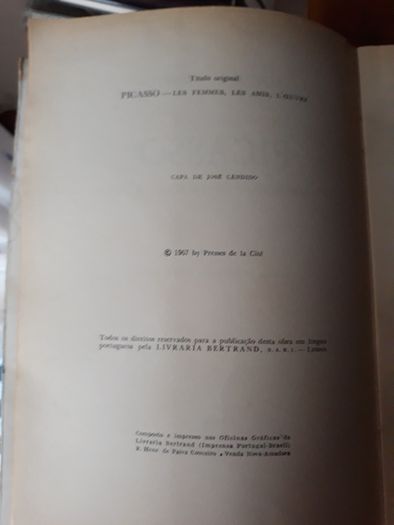 Título original
PICASSO — LES FEMMES, LES AMIS, L'ŒUVRE
CAPA DE JOSÉ CÂNDIDO
© 1967 by Presses de la Cité
Todos os direitos reservados para a publicação desta obra em língua
portuguesa pela LIVRARIA BERTRAND, S. A. R. L. — Lisboa
Composto e impresso nas Oficinas Gráficas da
Livraria Bertrand (Imprensa Portugal-Brasil)
R. Henr. de Paiva Couceiro, Venda Nova-Amadora